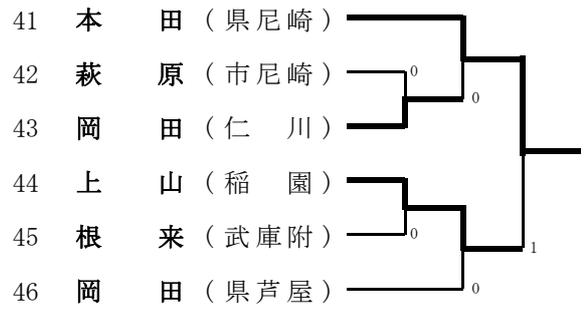 41 本 田 ( 県尼崎 )
42 萩 原 ( 市尼崎 ) 0
0
43 岡 田 ( 仁 川 )
44 上 山 ( 稲 園 )
45 根 来 ( 武庫附 ) 0
1
46 岡 田 ( 県芦屋 ) 0